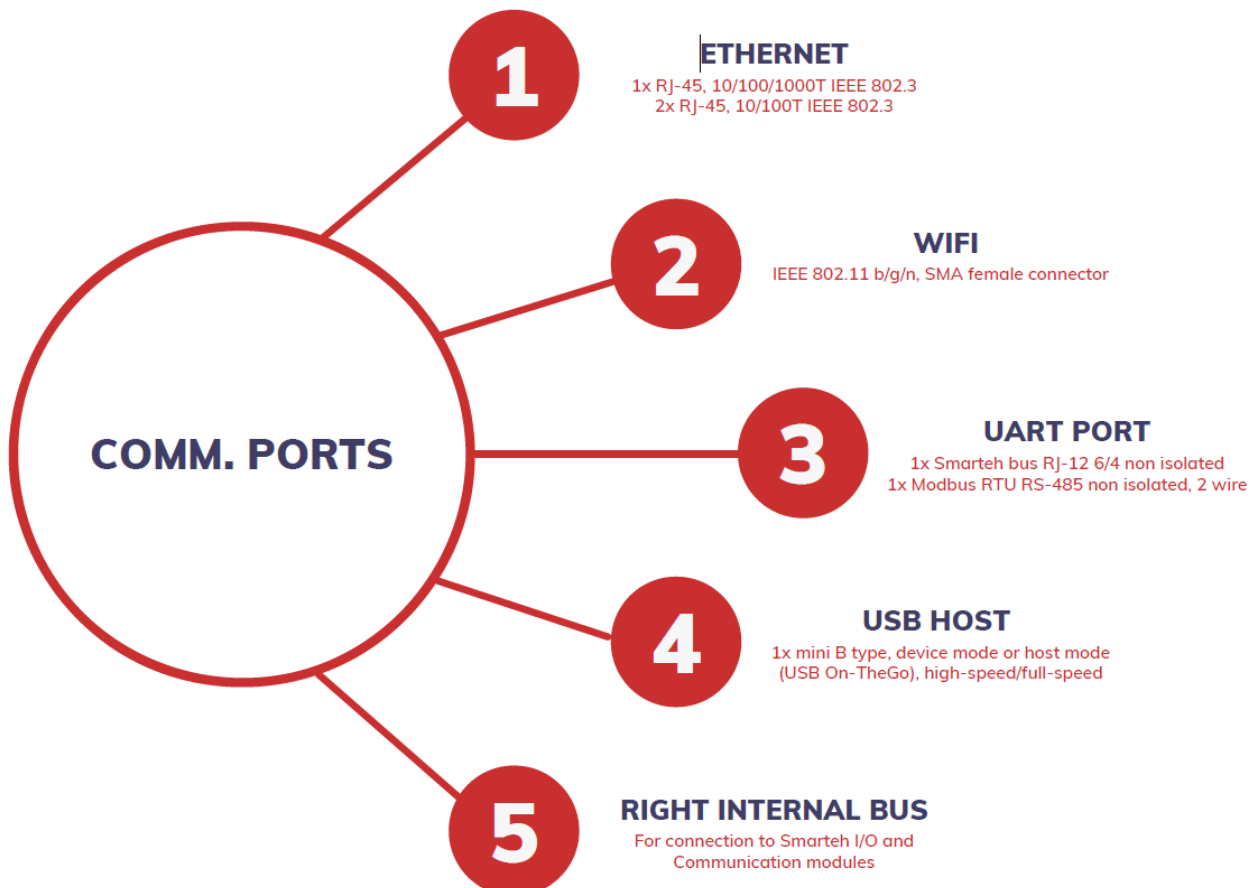 1
ETHERNET
1x RJ-45, 10/100/1000T IEEE 802.3
2x RJ-45, 10/100T IEEE 802.3
2
WIFI
IEEE 802.11 b/g/n, SMA female connector
COMM. PORTS
3
UART PORT
1x Smarteh bus RJ-12 6/4 non isolated
1x Modbus RTU RS-485 non isolated, 2 wire
4
USB HOST
1x mini B type, device mode or host mode
(USB On-TheGo), high-speed/full-speed
5
RIGHT INTERNAL BUS
For connection to Smarteh I/O and
Communication modules